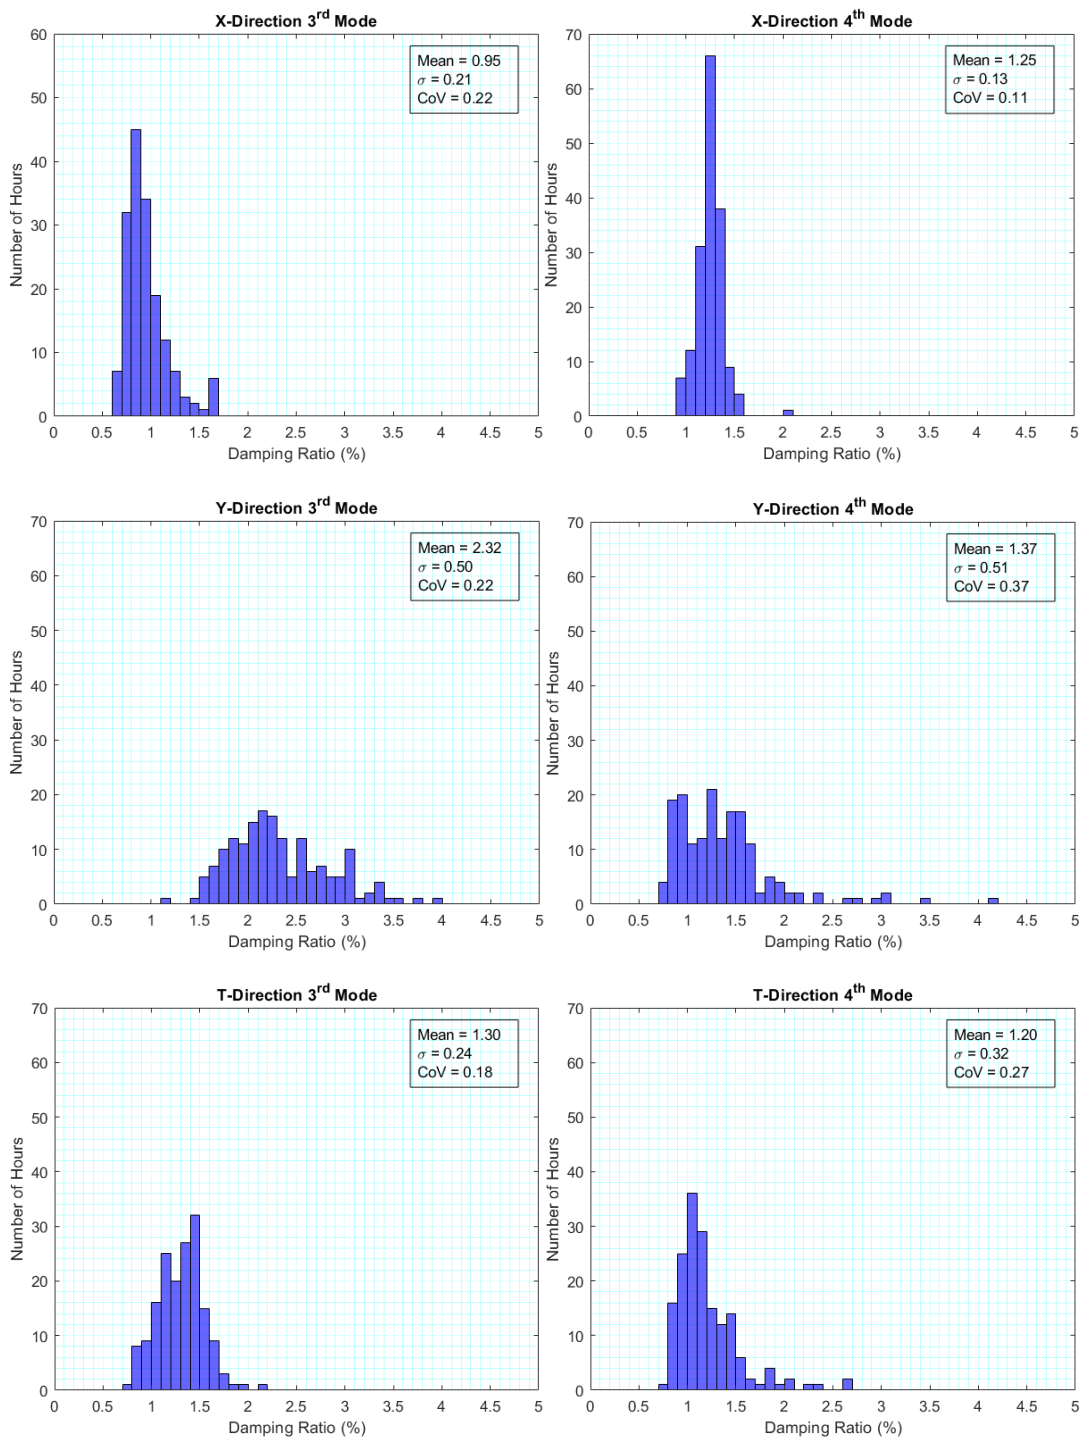 X-Direction 3rd Mode
Mean = 0.95
σ = 0.21
CoV = 0.22
60
50
40
30
20
10
0
Number of Hours
0 0.5 1 1.5 2 2.5 3 3.5 4 4.5 5
Damping Ratio (%)
X-Direction 4th Mode
Mean = 1.25
σ = 0.13
CoV = 0.11
70
60
50
40
30
20
10
0
Number of Hours
0 0.5 1 1.5 2 2.5 3 3.5 4 4.5 5
Damping Ratio (%)
Y-Direction 3rd Mode
Mean = 2.32
σ = 0.50
CoV = 0.22
70
60
50
40
30
20
10
0
Number of Hours
0 0.5 1 1.5 2 2.5 3 3.5 4 4.5 5
Damping Ratio (%)
Y-Direction 4th Mode
Mean = 1.37
σ = 0.51
CoV = 0.37
70
60
50
40
30
20
10
0
Number of Hours
0 0.5 1 1.5 2 2.5 3 3.5 4 4.5 5
Damping Ratio (%)
T-Direction 3rd Mode
Mean = 1.30
σ = 0.24
CoV = 0.18
70
60
50
40
30
20
10
0
Number of Hours
0 0.5 1 1.5 2 2.5 3 3.5 4 4.5 5
Damping Ratio (%)
T-Direction 4th Mode
Mean = 1.20
σ = 0.32
CoV = 0.27
70
60
50
40
30
20
10
0
Number of Hours
0 0.5 1 1.5 2 2.5 3 3.5 4 4.5 5
Damping Ratio (%)